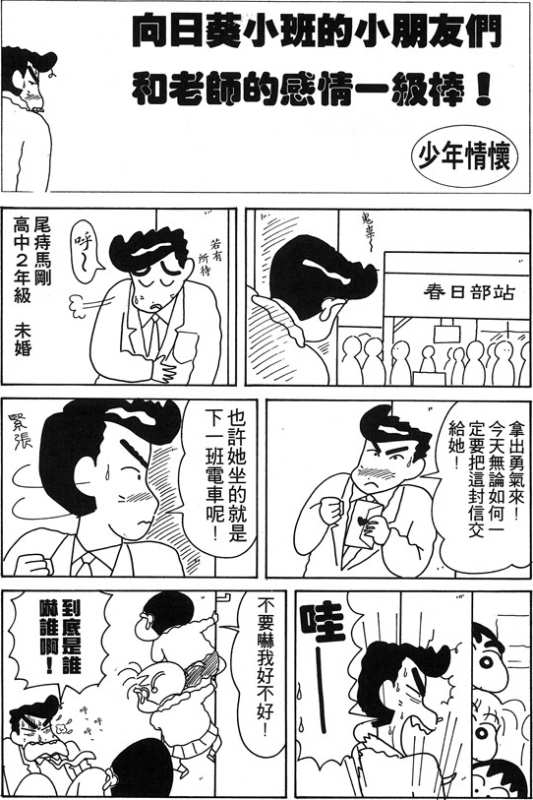 向日葵小班的小朋友們
和老師的感情一級棒！
少年情懷
鬼祟～
春日部站
若有
所待
呼～
尾痔馬剛
高中２年級　未婚
拿出勇氣來！
今天無論如何一
定要把這封信交
給她！
也許她坐的就是
下一班電車呢！
緊張
哇——
不要嚇我好不好！
到底是誰
嚇誰啊！